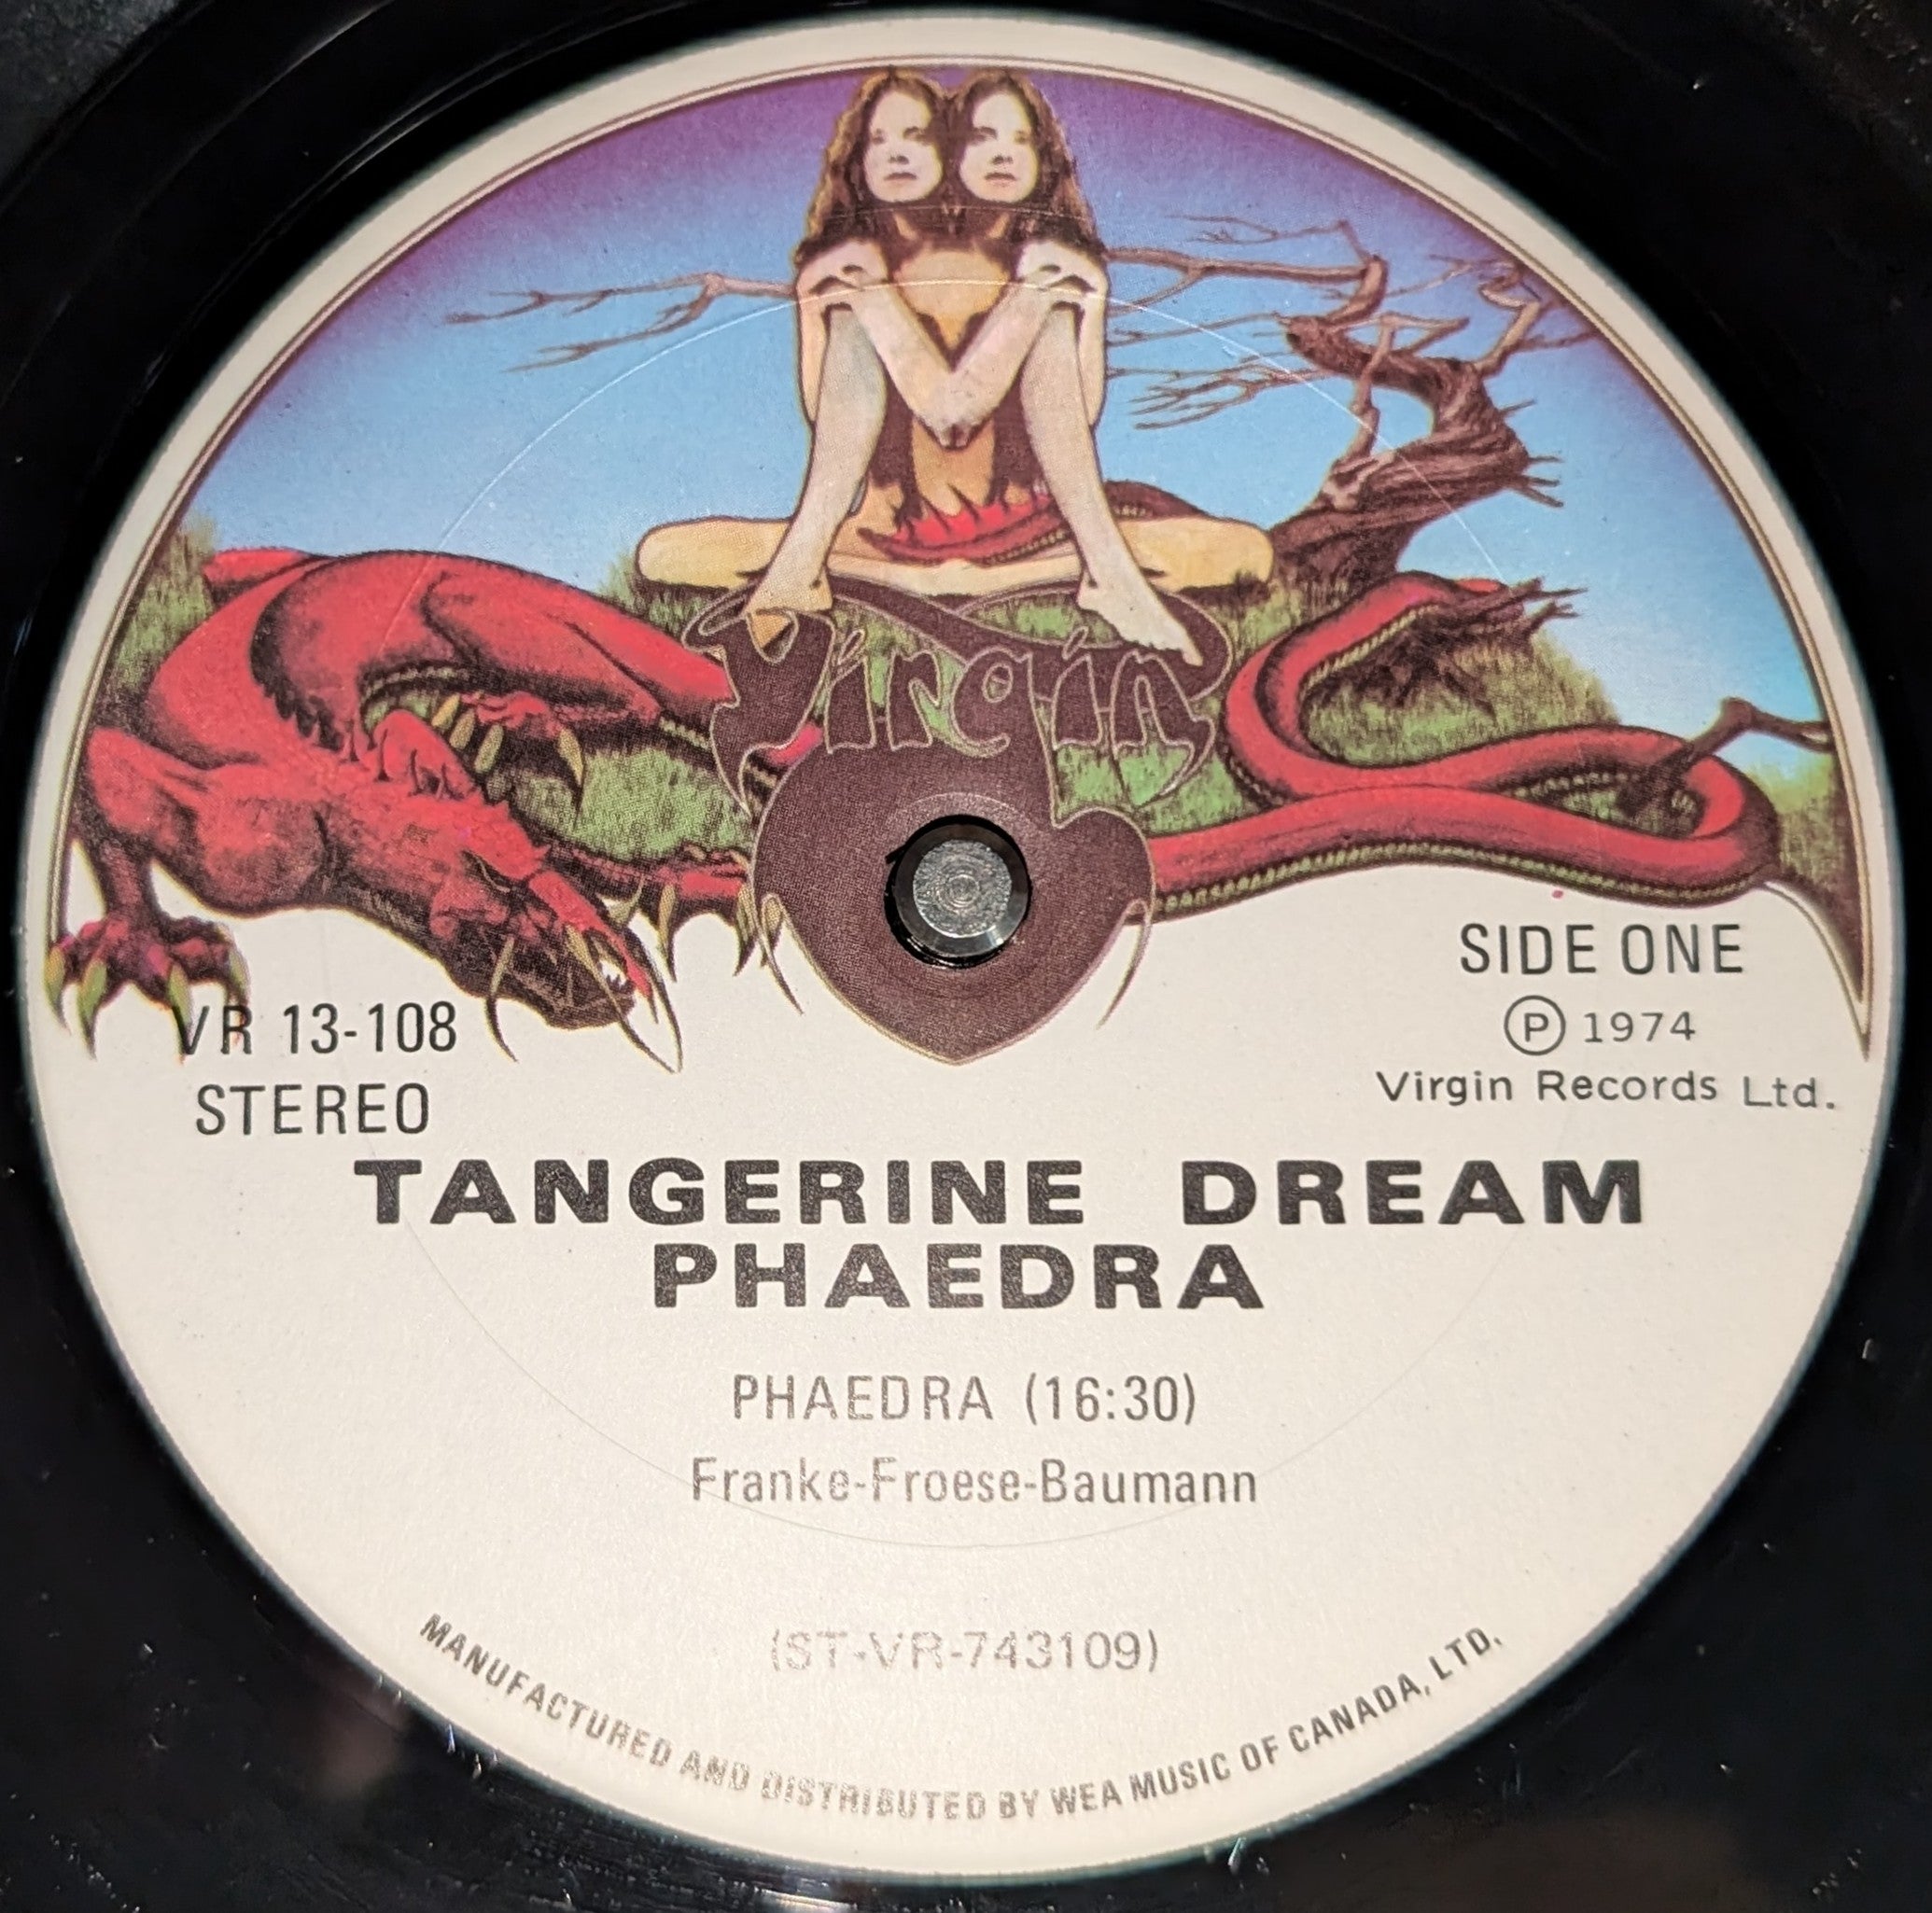 Virgin
SIDE ONE
VR 13-108
Ⓟ 1974
STEREO
Virgin Records Ltd.
TANGERINE DREAM
PHAEDRA
PHAEDRA (16:30)
Franke-Froese-Baumann
(ST-VR-743109)
MANUFACTURED AND DISTRIBUTED BY WEA MUSIC OF CANADA, LTD.